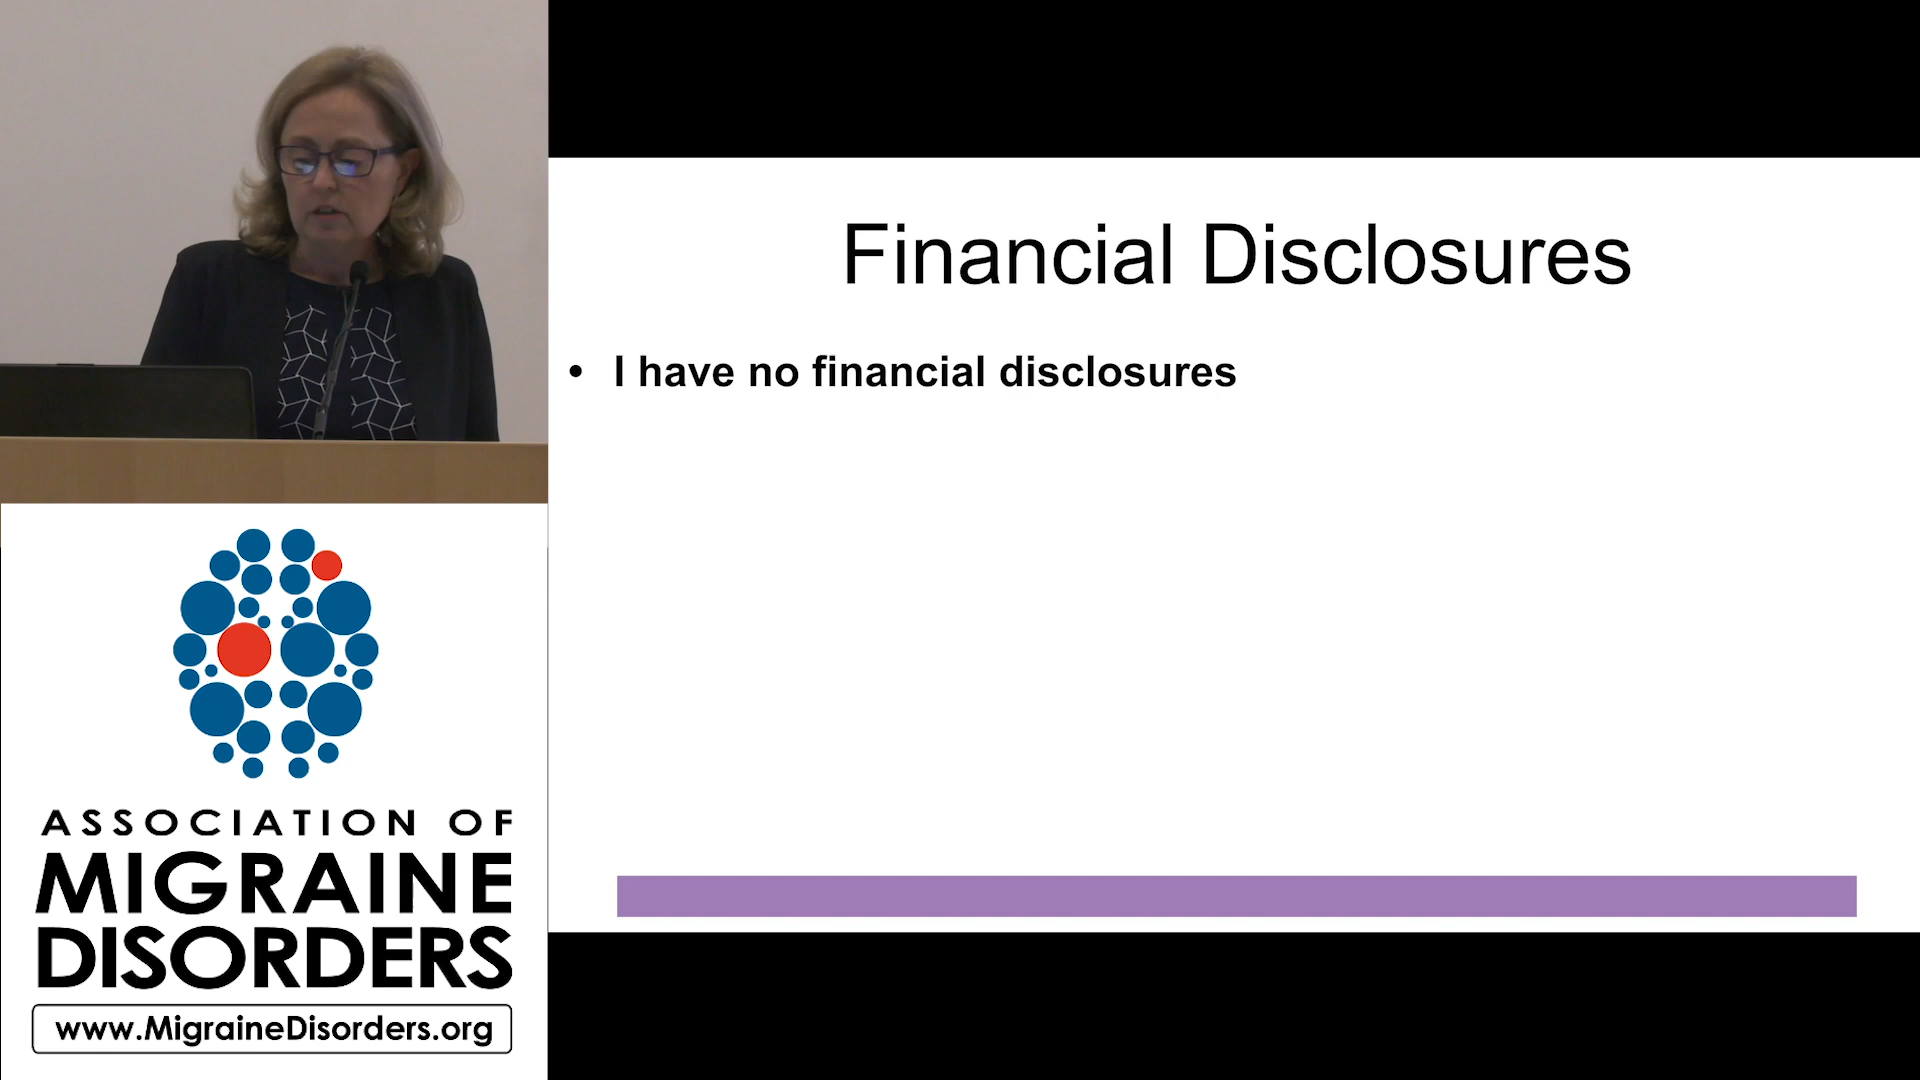 Financial Disclosures
• I have no financial disclosures
ASSOCIATION OF
MIGRAINE
DISORDERS
www.MigraineDisorders.org